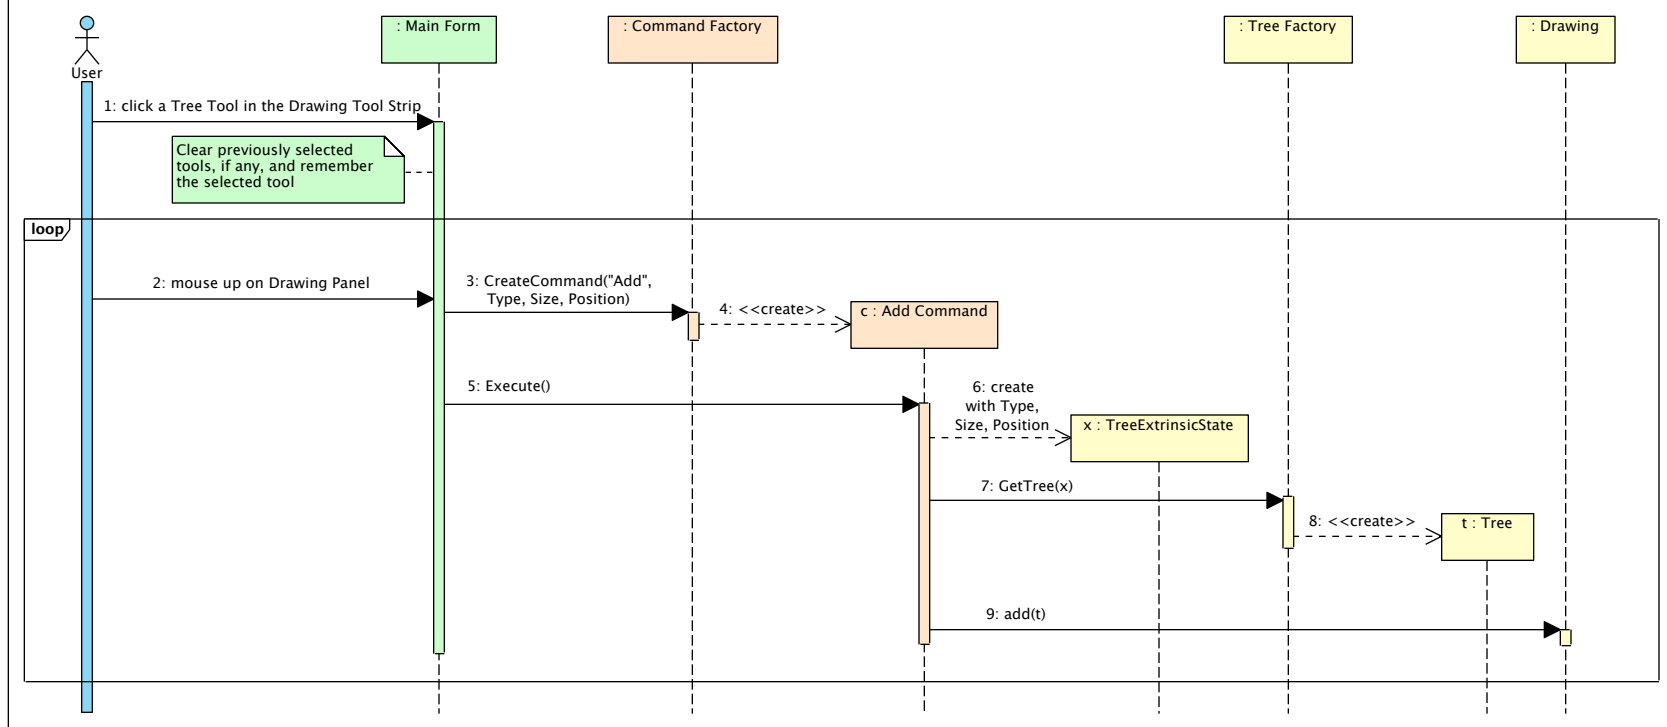 : Main Form
: Command Factory
: Tree Factory
: Drawing
User
1: click a Tree Tool in the Drawing Tool Strip
Clear previously selected
tools, if any, and remember
the selected tool
loop
2: mouse up on Drawing Panel
3: CreateCommand("Add",
Type, Size, Position)
4: <<create>>
c : Add Command
5: Execute()
6: create
with Type,
Size, Position
x : TreeExtrinsicState
7: GetTree(x)
8: <<create>>
t : Tree
9: add(t)